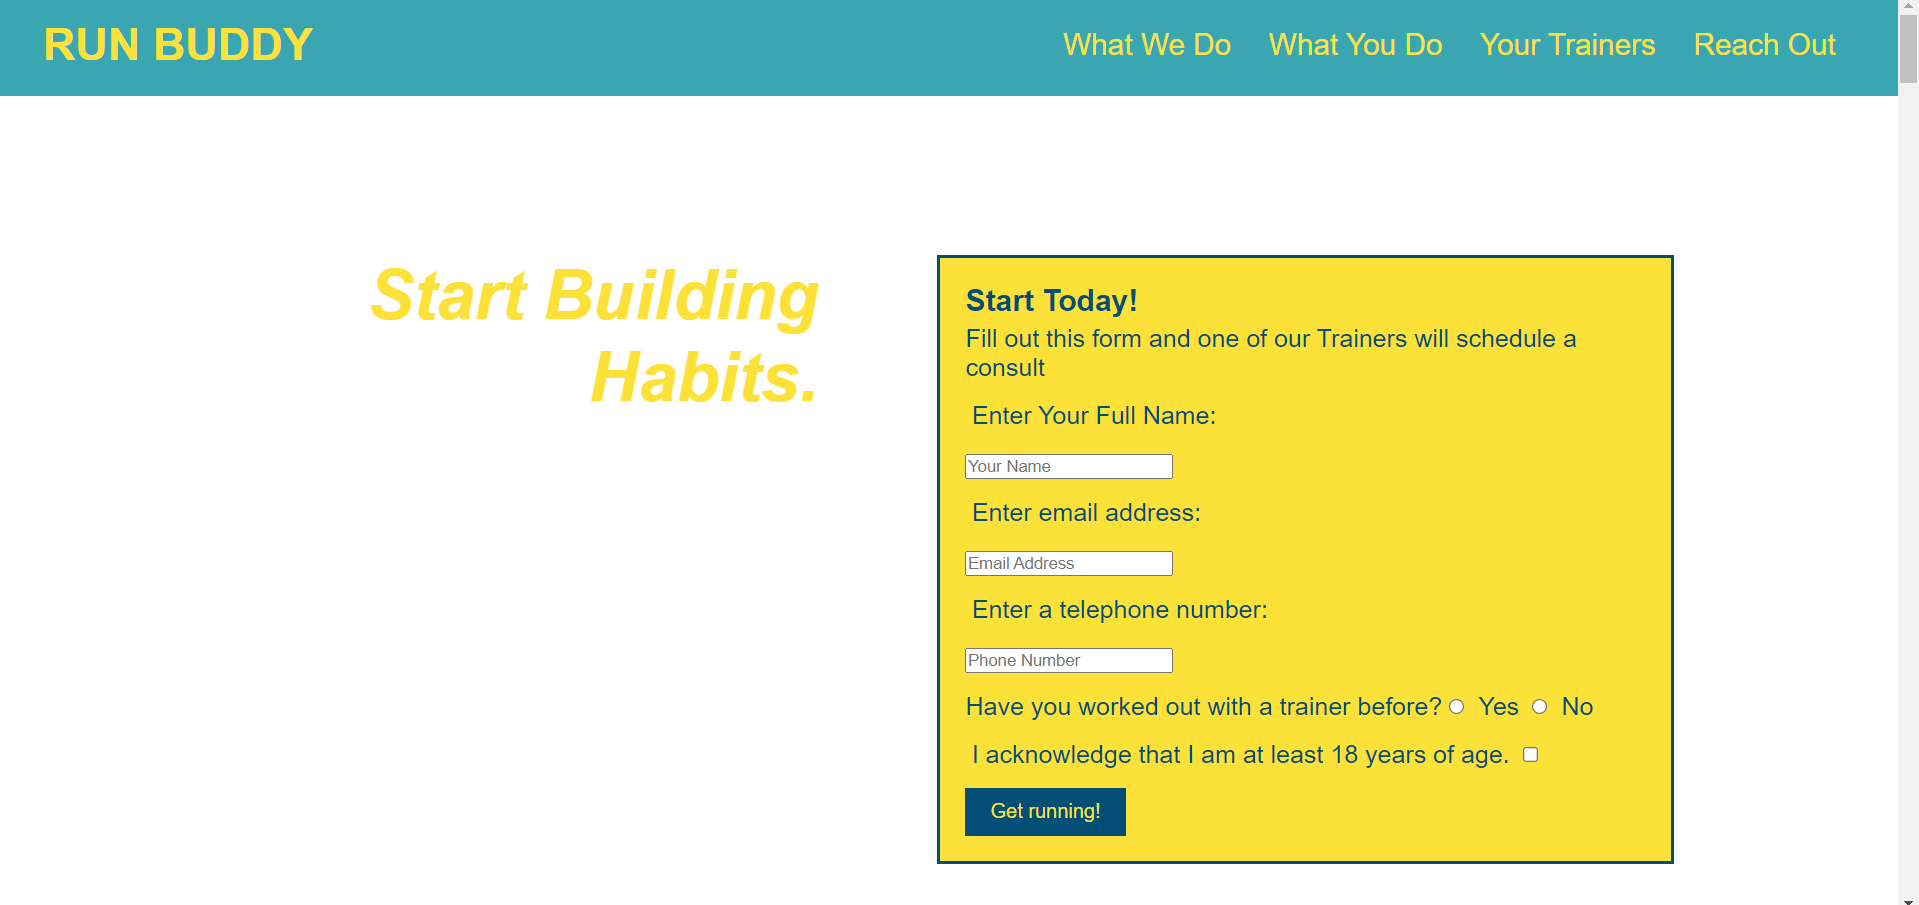 RUN BUDDY
What We Do What You Do Your Trainers Reach Out
Start Building
Habits.
Start Today!
Fill out this form and one of our Trainers will schedule a
consult
Enter Your Full Name:
Your Name
Enter email address:
Email Address
Enter a telephone number:
Phone Number
Have you worked out with a trainer before? Yes No
I acknowledge that I am at least 18 years of age.
Get running!